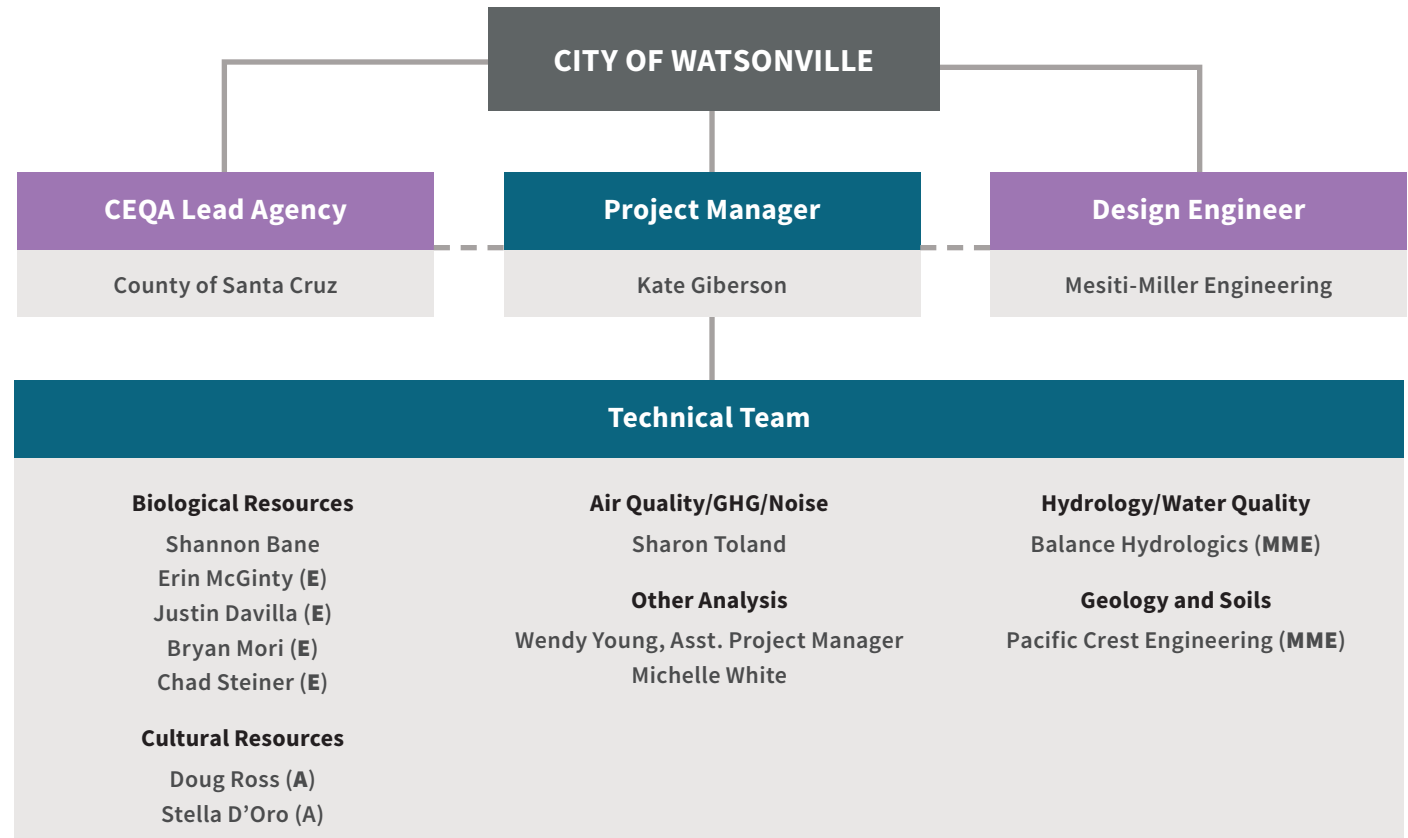 CITY OF WATSONVILLE
CEQA Lead Agency
County of Santa Cruz
Project Manager
Kate Giberson
Design Engineer
Mesiti-Miller Engineering
Technical Team
Biological Resources
Shannon Bane
Erin McGinty (E)
Justin Davilla (E)
Bryan Mori (E)
Chad Steiner (E)
Cultural Resources
Doug Ross (A)
Stella D’Oro (A)
Air Quality/GHG/Noise
Sharon Toland
Other Analysis
Wendy Young, Asst. Project Manager
Michelle White
Hydrology/Water Quality
Balance Hydrologics (MME)
Geology and Soils
Pacific Crest Engineering (MME)